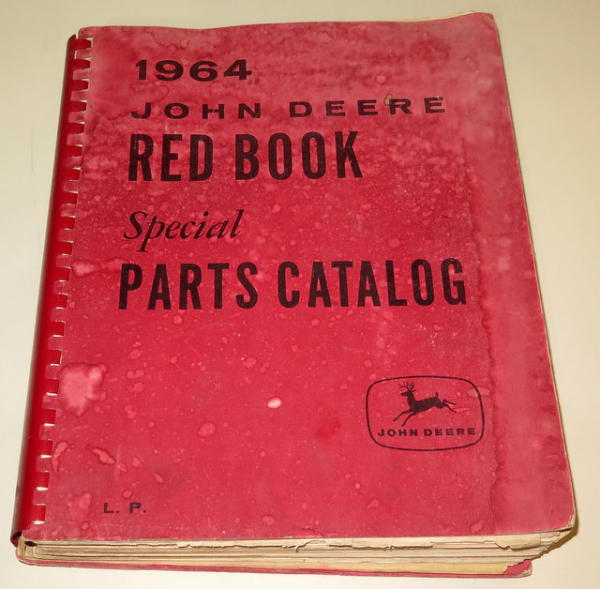 1964
JOHN DEERE
RED BOOK
Special
PARTS CATALOG
JOHN DEERE
L. P.